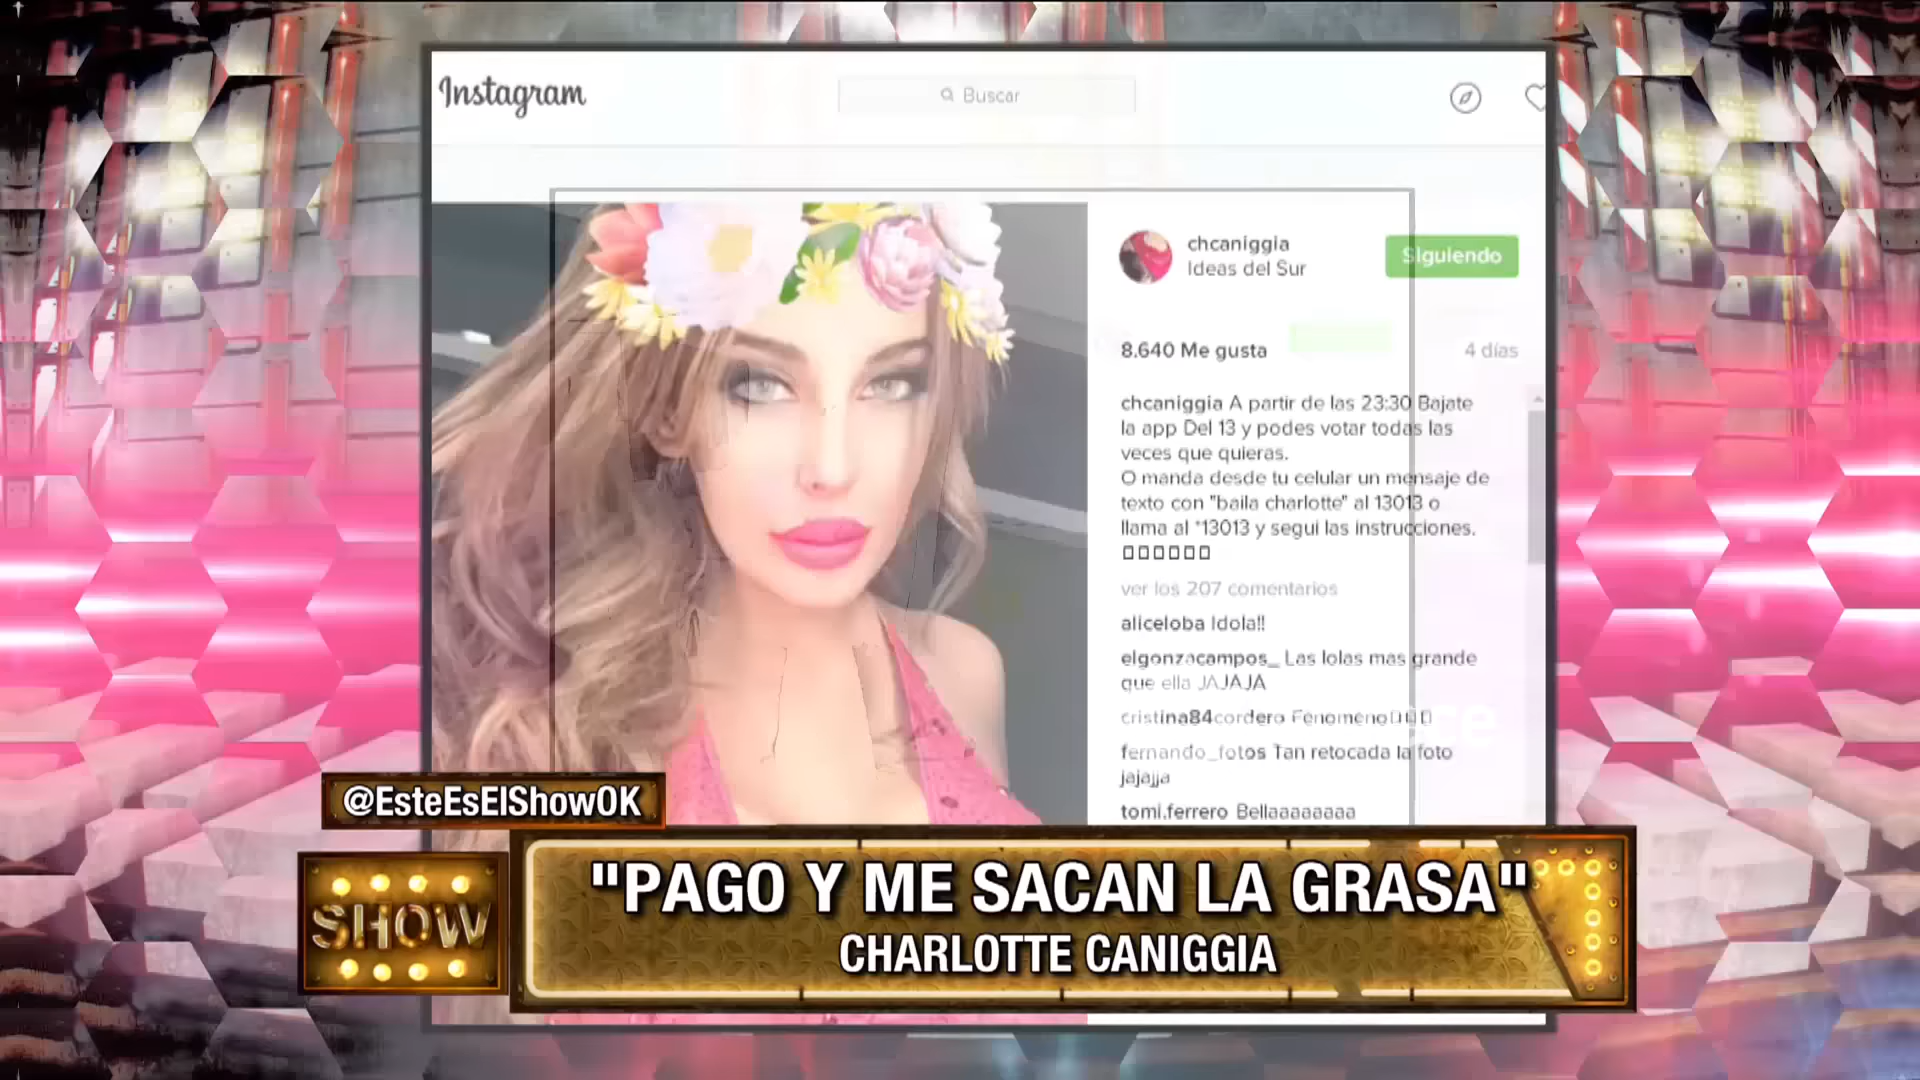 Instagram
Buscar
chcaniggia
Ideas del Sur
Siguiendo
8.640 Me gusta
4 días
chcaniggia A partir de las 23:30 Bajate
la app Del 13 y podes votar todas las
veces que quieras.
O manda desde tu celular un mensaje de
texto con "baila charlotte" al 13013 o
llama al *13013 y segui las instrucciones.
ver los 207 comentarios
aliceloba Idola!!
elgonzacampos_ Las lolas mas grande
que ella JAJAJA
cristina84cordero Fenomeno
fernando_fotos Tan retocada la foto
jajajja
tomi.ferrero Bellaaaaaaaa
@EsteEsElShowOK
SHOW
"PAGO Y ME SACAN LA GRASA"
CHARLOTTE CANIGGIA